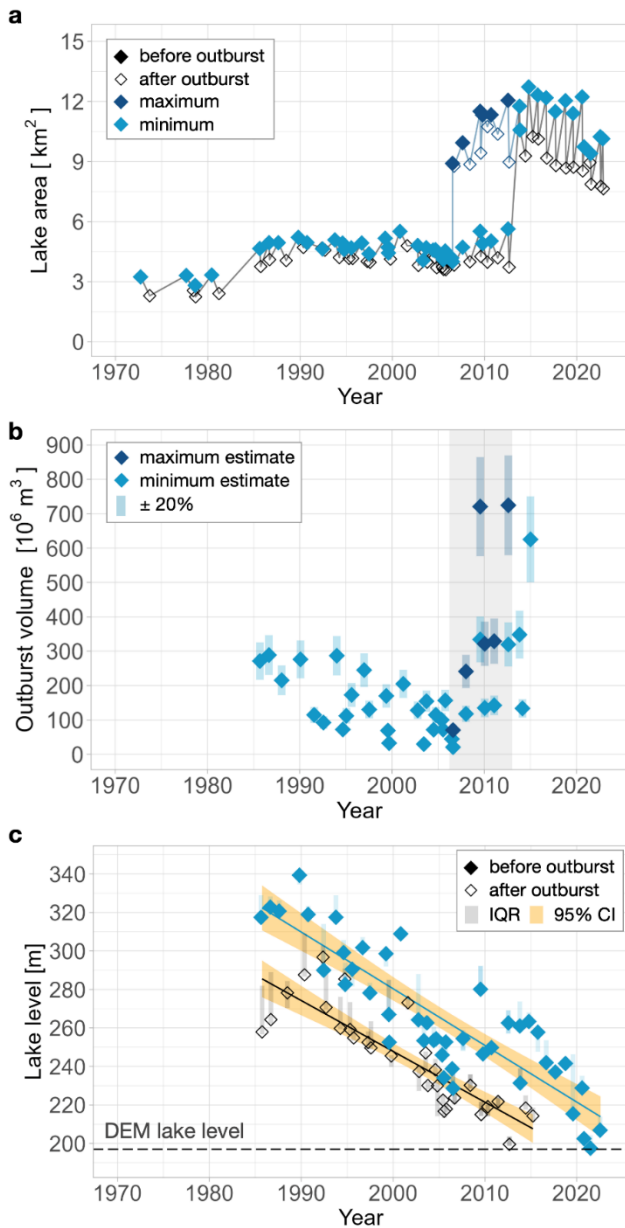 a
15
12
9
6
3
0
Lake area [ km² ]
before outburst
after outburst
maximum
minimum
1970 1980 1990 2000 2010 2020
Year
b
900
800
700
600
500
400
300
200
100
0
Outburst volume [10⁶ m³]
maximum estimate
minimum estimate
± 20%
1970 1980 1990 2000 2010 2020
Year
c
340
320
300
280
260
240
220
200
Lake level [m]
before outburst
after outburst
IQR 95% CI
DEM lake level
1970 1980 1990 2000 2010 2020
Year